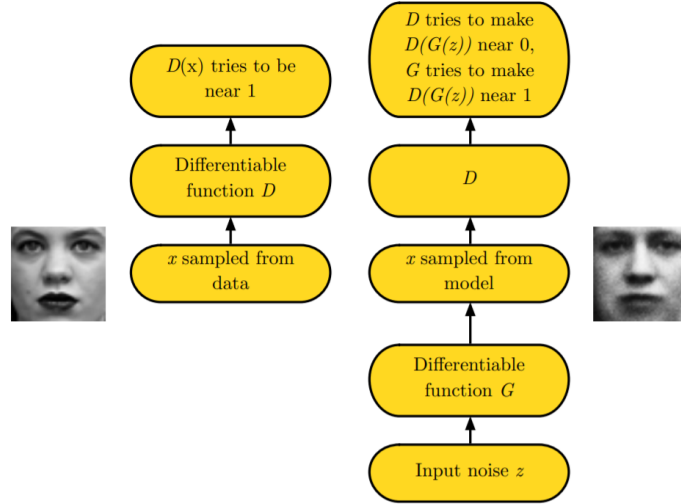 D(x) tries to be
near 1
Differentiable
function D
x sampled from
data
D tries to make
D(G(z)) near 0,
G tries to make
D(G(z)) near 1
D
x sampled from
model
Differentiable
function G
Input noise z